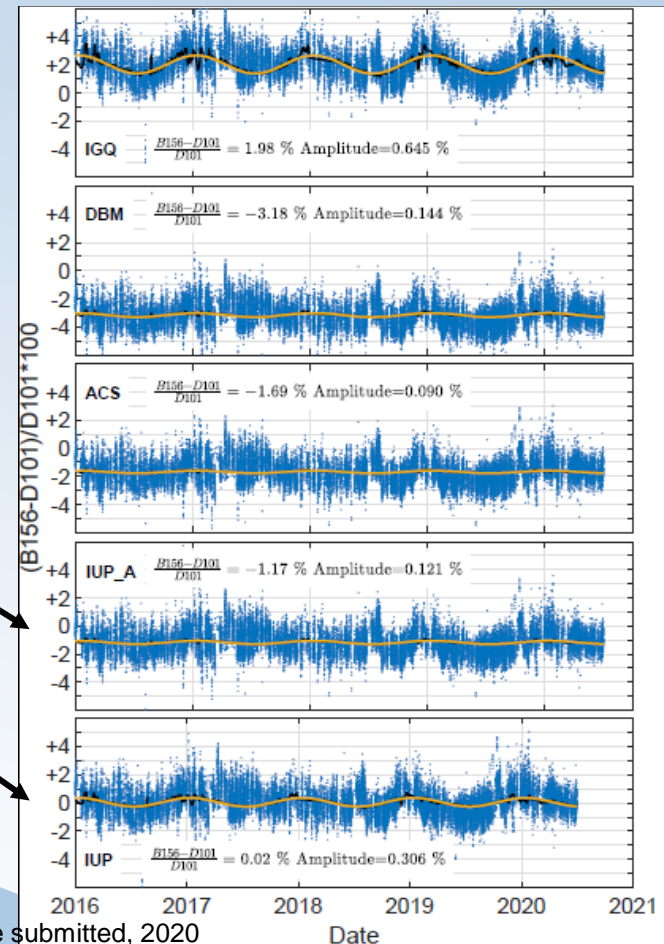 +4
+2
0
-2
-4
IGQ B156−D101/D101 = 1.98 % Amplitude=0.645 %
+4
+2
0
-2
-4
DBM B156−D101/D101 = −3.18 % Amplitude=0.144 %
+4
+2
0
-2
-4
ACS B156−D101/D101 = −1.69 % Amplitude=0.090 %
+4
+2
0
-2
-4
IUP_A B156−D101/D101 = −1.17 % Amplitude=0.121 %
+4
+2
0
-2
-4
IUP B156−D101/D101 = 0.02 % Amplitude=0.306 %
(B156-D101)/D101*100
2016 2017 2018 2019 2020 2021
Date
submitted, 2020